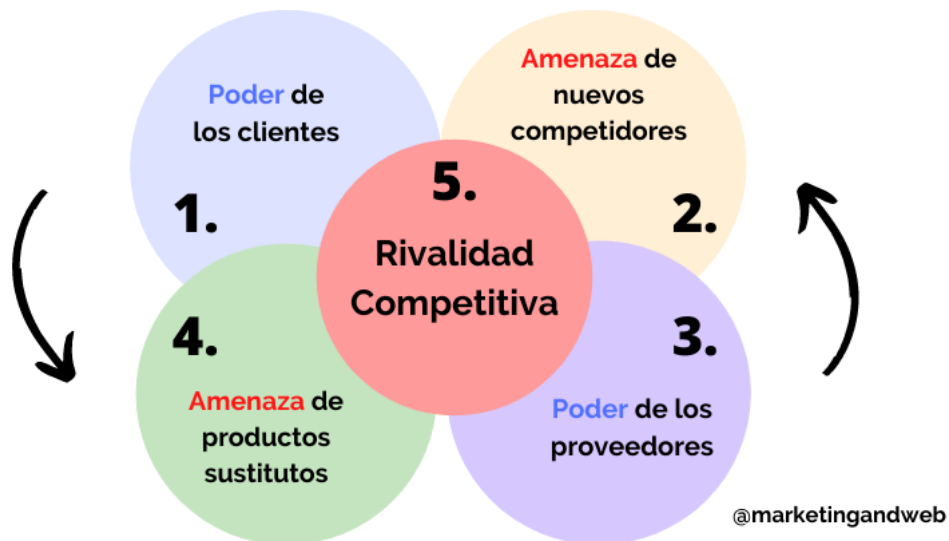 Poder de
los clientes
1.
Amenaza de
nuevos
competidores
2.
5.
Rivalidad
Competitiva
4.
Amenaza de
productos
sustitutos
3.
Poder de los
proveedores
@marketingandweb